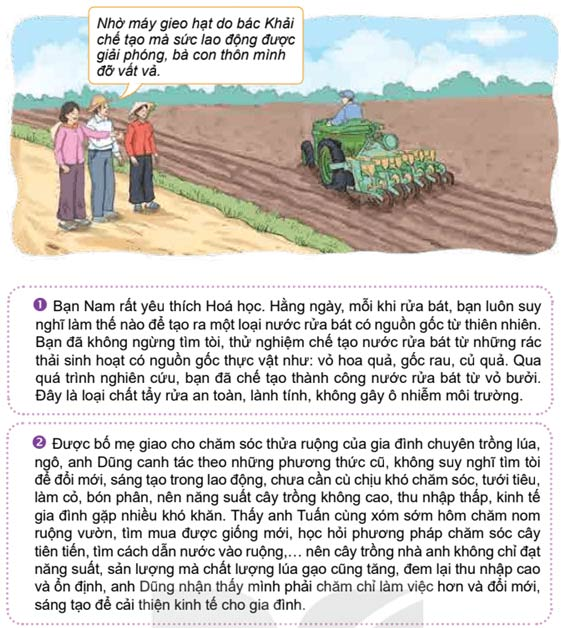 Nhờ máy gieo hạt do bác Khải
chế tạo mà sức lao động được
giải phóng, bà con thôn mình
đỡ vất vả.
1 Bạn Nam rất yêu thích Hoá học. Hằng ngày, mỗi khi rửa bát, bạn luôn suy
nghĩ làm thế nào để tạo ra một loại nước rửa bát có nguồn gốc từ thiên nhiên.
Bạn đã không ngừng tìm tòi, thử nghiệm chế tạo nước rửa bát từ những rác
thải sinh hoạt có nguồn gốc thực vật như: vỏ hoa quả, gốc rau, củ quả. Qua
quá trình nghiên cứu, bạn đã chế tạo thành công nước rửa bát từ vỏ bưởi.
Đây là loại chất tẩy rửa an toàn, lành tính, không gây ô nhiễm môi trường.
2 Được bố mẹ giao cho chăm sóc thửa ruộng của gia đình chuyên trồng lúa,
ngô, anh Dũng canh tác theo những phương thức cũ, không suy nghĩ tìm tòi
để đổi mới, sáng tạo trong lao động, chưa cần cù chịu khó chăm sóc, tưới tiêu,
làm cỏ, bón phân, nên năng suất cây trồng không cao, thu nhập thấp, kinh tế
gia đình gặp nhiều khó khăn. Thấy anh Tuấn cùng xóm sớm hôm chăm nom
ruộng vườn, tìm mua được giống mới, học hỏi phương pháp chăm sóc cây
tiên tiến, tìm cách dẫn nước vào ruộng,... nên cây trồng nhà anh không chỉ đạt
năng suất, sản lượng mà chất lượng lúa gạo cũng tăng, đem lại thu nhập cao
và ổn định, anh Dũng nhận thấy mình phải chăm chỉ làm việc hơn và đổi mới,
sáng tạo để cải thiện kinh tế cho gia đình.